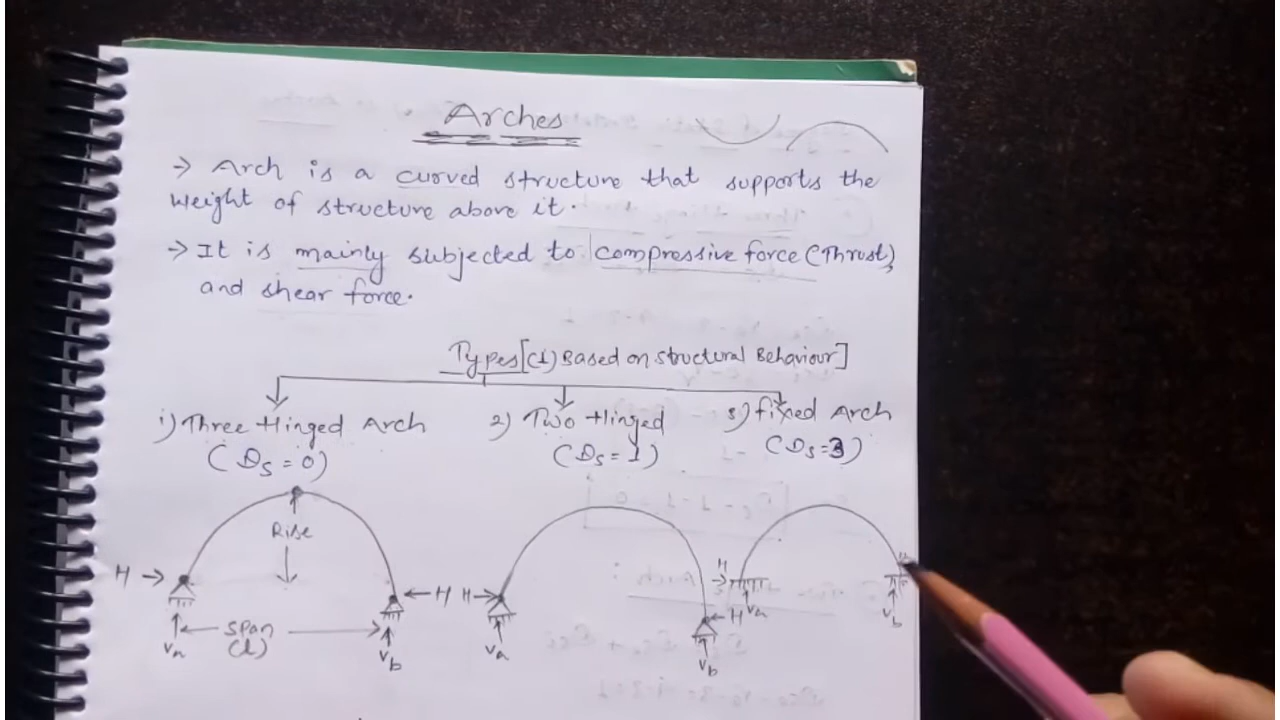 Arches
→ Arch is a curved structure that supports the
weight of structure above it.
→ It is mainly subjected to compressive force (Thrust)
and shear force.
Types [(1) Based on structural Behaviour]
i) Three Hinged Arch 2) Two Hinged 3) fixed Arch
(Ds = 0) (Ds = 1) (Ds = 3)
Rise
H → ← H H → H → ← H
span
(l)
Va Vb Va Vb Va Vb